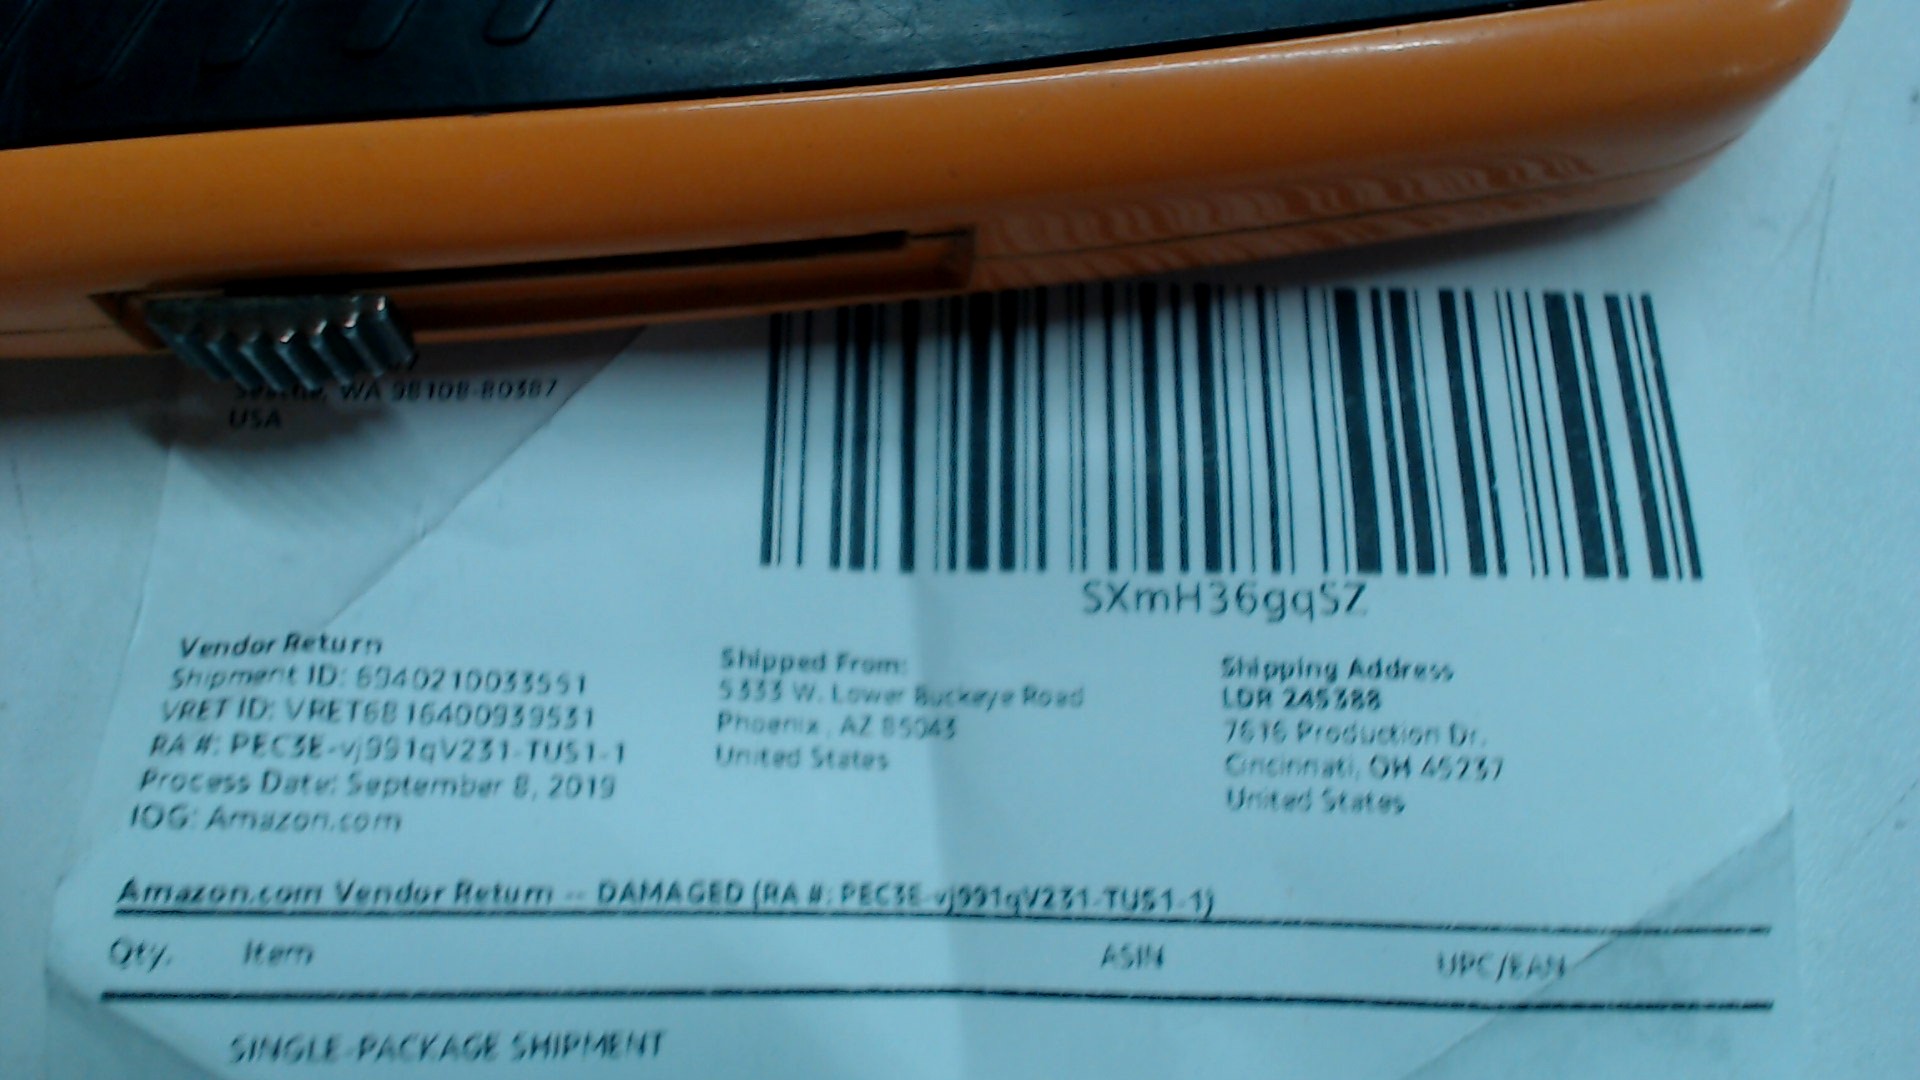 WA 98108-80387
USA
SXmH36gqSZ
Vendor Return
Shipment ID: 6940210033551
VRET ID: VRET6816400939531
RA #: PEC3E-vj991qV231-TUS1-1
Process Date: September 8, 2019
IOG: Amazon.com
Shipped From:
5333 W. Lower Buckeye Road
Phoenix, AZ 85043
United States
Shipping Address
LDR 245388
7616 Production Dr.
Cincinnati, OH 45237
United States
Amazon.com Vendor Return -- DAMAGED (RA #: PEC3E-vj991qV231-TUS1-1)
Qty. Item ASIN UPC/EAN
SINGLE-PACKAGE SHIPMENT